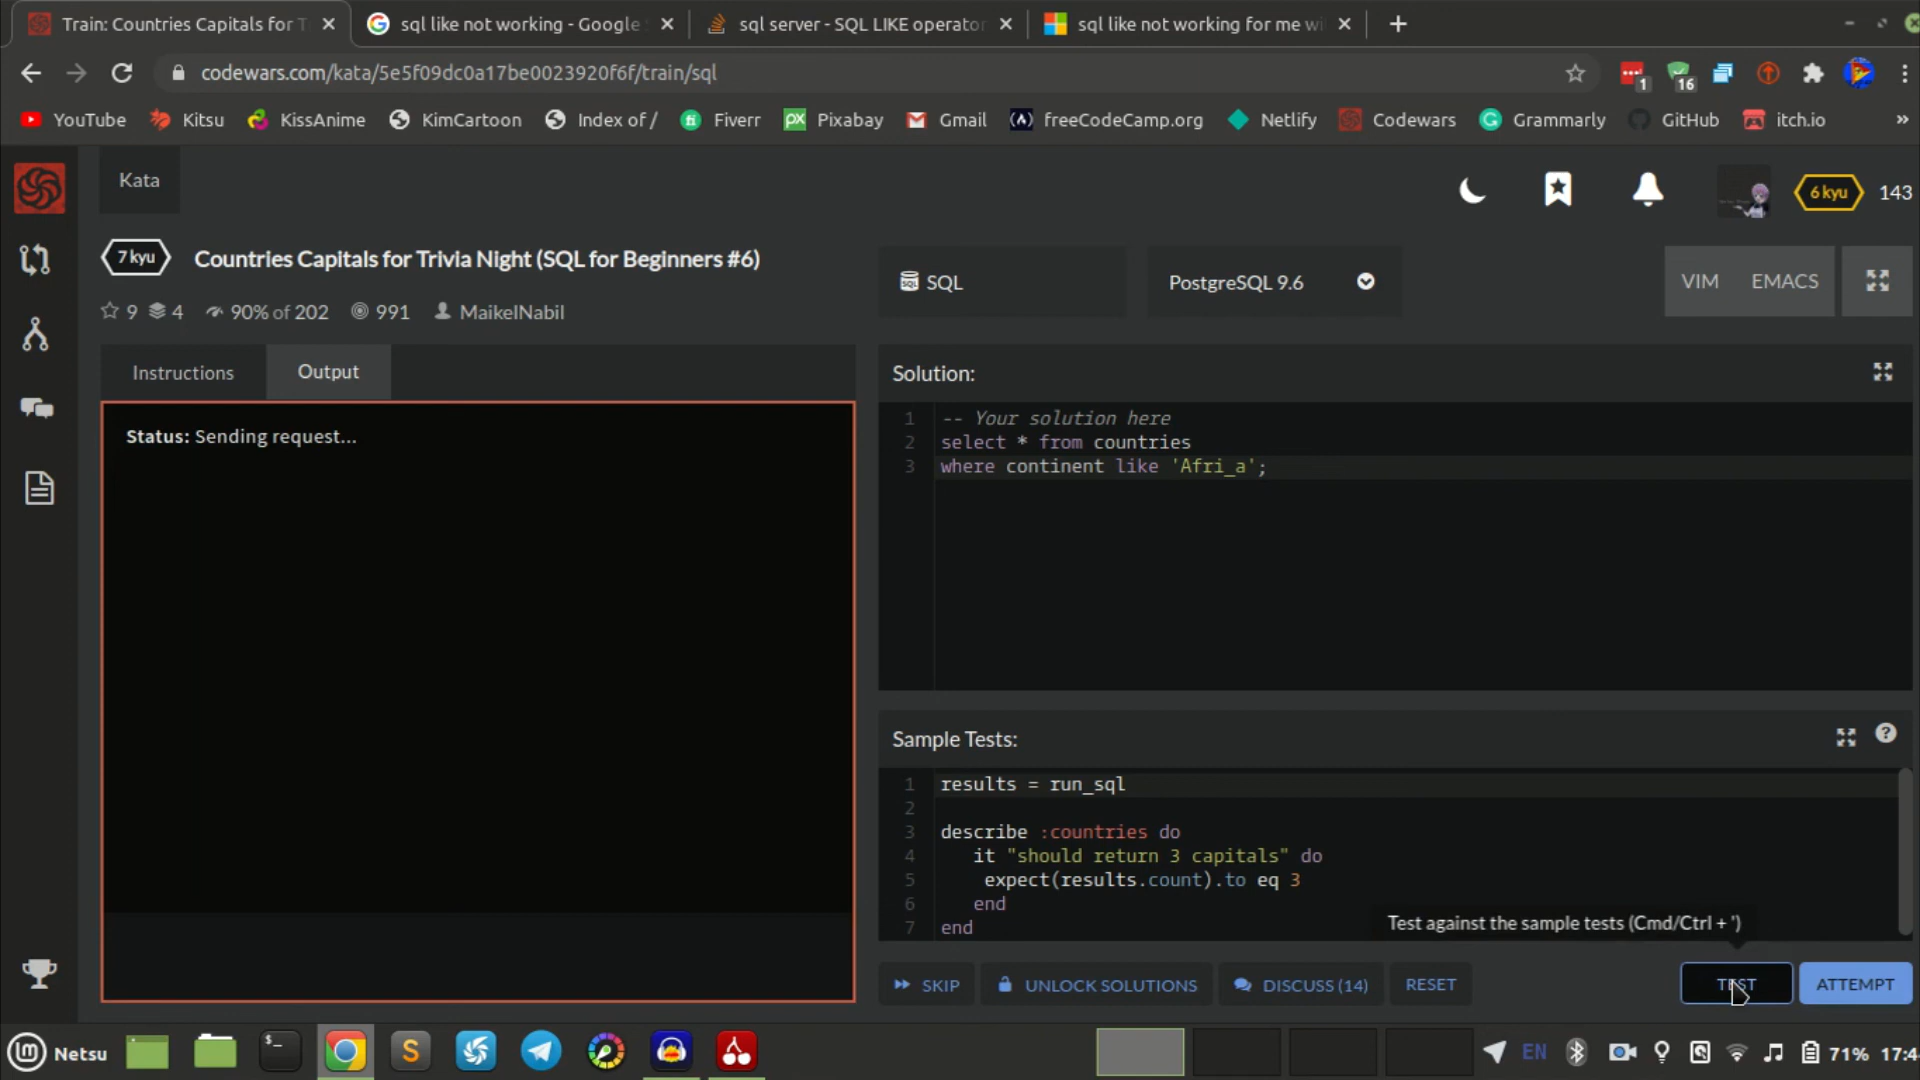 Train: Countries Capitals for T
sql like not working - Google S
sql server - SQL LIKE operator
sql like not working for me wi
codewars.com/kata/5e5f09dc0a17be0023920f6f/train/sql
1
16
YouTube
Kitsu
KissAnime
KimCartoon
Index of /
Fiverr
Pixabay
Gmail
freeCodeCamp.org
Netlify
Codewars
Grammarly
GitHub
itch.io
»
Kata
6 kyu
143
7 kyu
Countries Capitals for Trivia Night (SQL for Beginners #6)
SQL
PostgreSQL 9.6
VIM
EMACS
9
4
90% of 202
991
MaikelNabil
Instructions
Output
Solution:
Status: Sending request...
1 -- Your solution here
2 select * from countries
3 where continent like 'Afri_a';
Sample Tests:
1 results = run_sql
2
3 describe :countries do
4 it "should return 3 capitals" do
5 expect(results.count).to eq 3
6 end
7 end
Test against the sample tests (Cmd/Ctrl + ')
SKIP
UNLOCK SOLUTIONS
DISCUSS (14)
RESET
TEST
ATTEMPT
Netsu
EN
71%
17:4